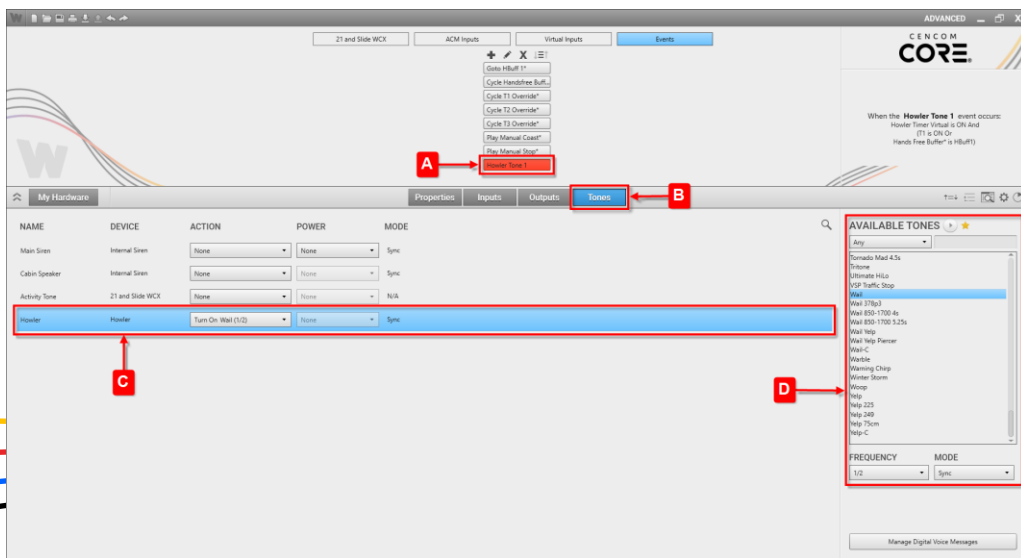 W ADVANCED
21 and Slide WCX ACM Inputs Virtual Inputs Events
CENCOM
CORE
Goto HBuff 1*
Cycle Handsfree Buff...
Cycle T1 Override*
Cycle T2 Override*
Cycle T3 Override*
Play Manual Coast*
Play Manual Stop*
Howler Tone 1
When the Howler Tone 1 event occurs:
Howler Timer Virtual is ON And
(T1 is ON Or
Hands Free Buffer* is HBuff1)
W
A
B
My Hardware Properties Inputs Outputs Tones
NAME DEVICE ACTION POWER MODE
Main Siren Internal Siren None None Sync
Cabin Speaker Internal Siren None None Sync
Activity Tone 21 and Slide WCX None None N/A
Howler Howler Turn On Wail (1/2) None Sync
C
D
AVAILABLE TONES
Any
Tornado Mad 4.5s
Tritone
Ultimate HiLo
VSP Traffic Stop
Wail
Wail 378p3
Wail 850-1700 4s
Wail 850-1700 5.25s
Wail Yelp
Wail Yelp Piercer
Wail-C
Warble
Warning Chirp
Winter Storm
Woop
Yelp
Yelp 225
Yelp 249
Yelp 75cm
Yelp-C
FREQUENCY MODE
1/2 Sync
Manage Digital Voice Messages